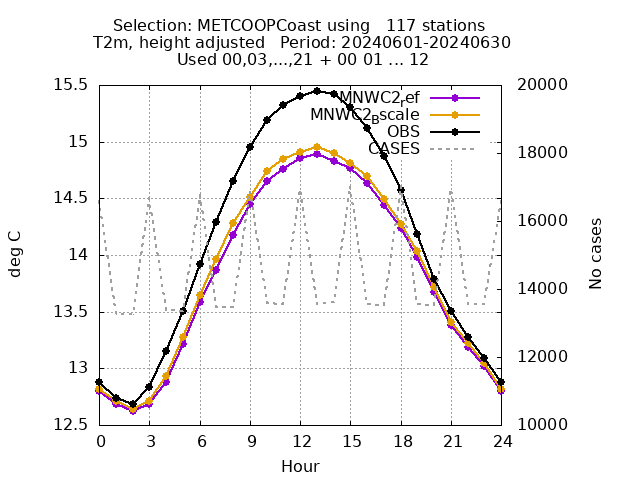 Selection: METCOOPCoast using   117 stations
T2m, height adjusted   Period: 20240601-20240630
Used 00,03,...,21 + 00 01 ... 12
15.5
15
14.5
14
13.5
13
12.5
deg C
20000
18000
16000
14000
12000
10000
No cases
MNWC2ref
MNWC2Bscale
OBS
CASES
0 3 6 9 12 15 18 21 24
Hour